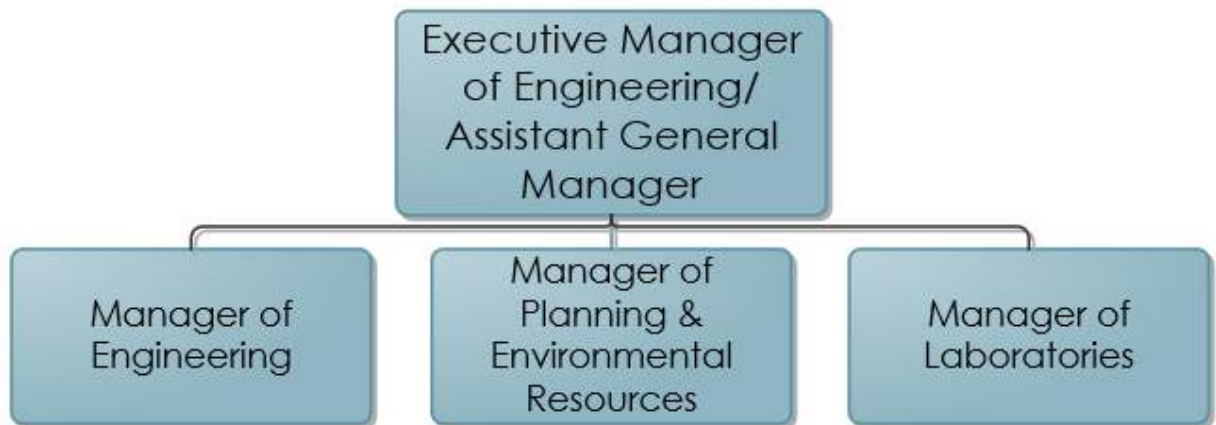 Executive Manager
of Engineering/
Assistant General
Manager
Manager of
Engineering
Manager of
Planning &
Environmental
Resources
Manager of
Laboratories